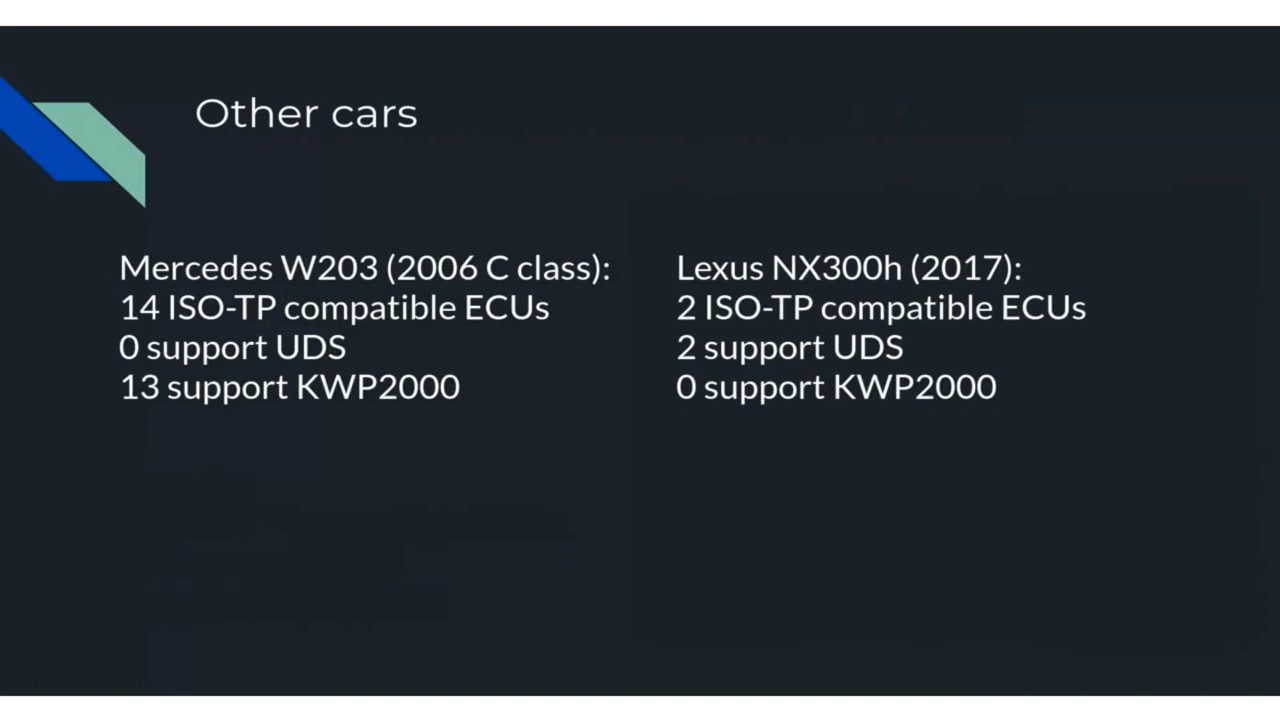 Other cars
Mercedes W203 (2006 C class):
14 ISO-TP compatible ECUs
0 support UDS
13 support KWP2000
Lexus NX300h (2017):
2 ISO-TP compatible ECUs
2 support UDS
0 support KWP2000